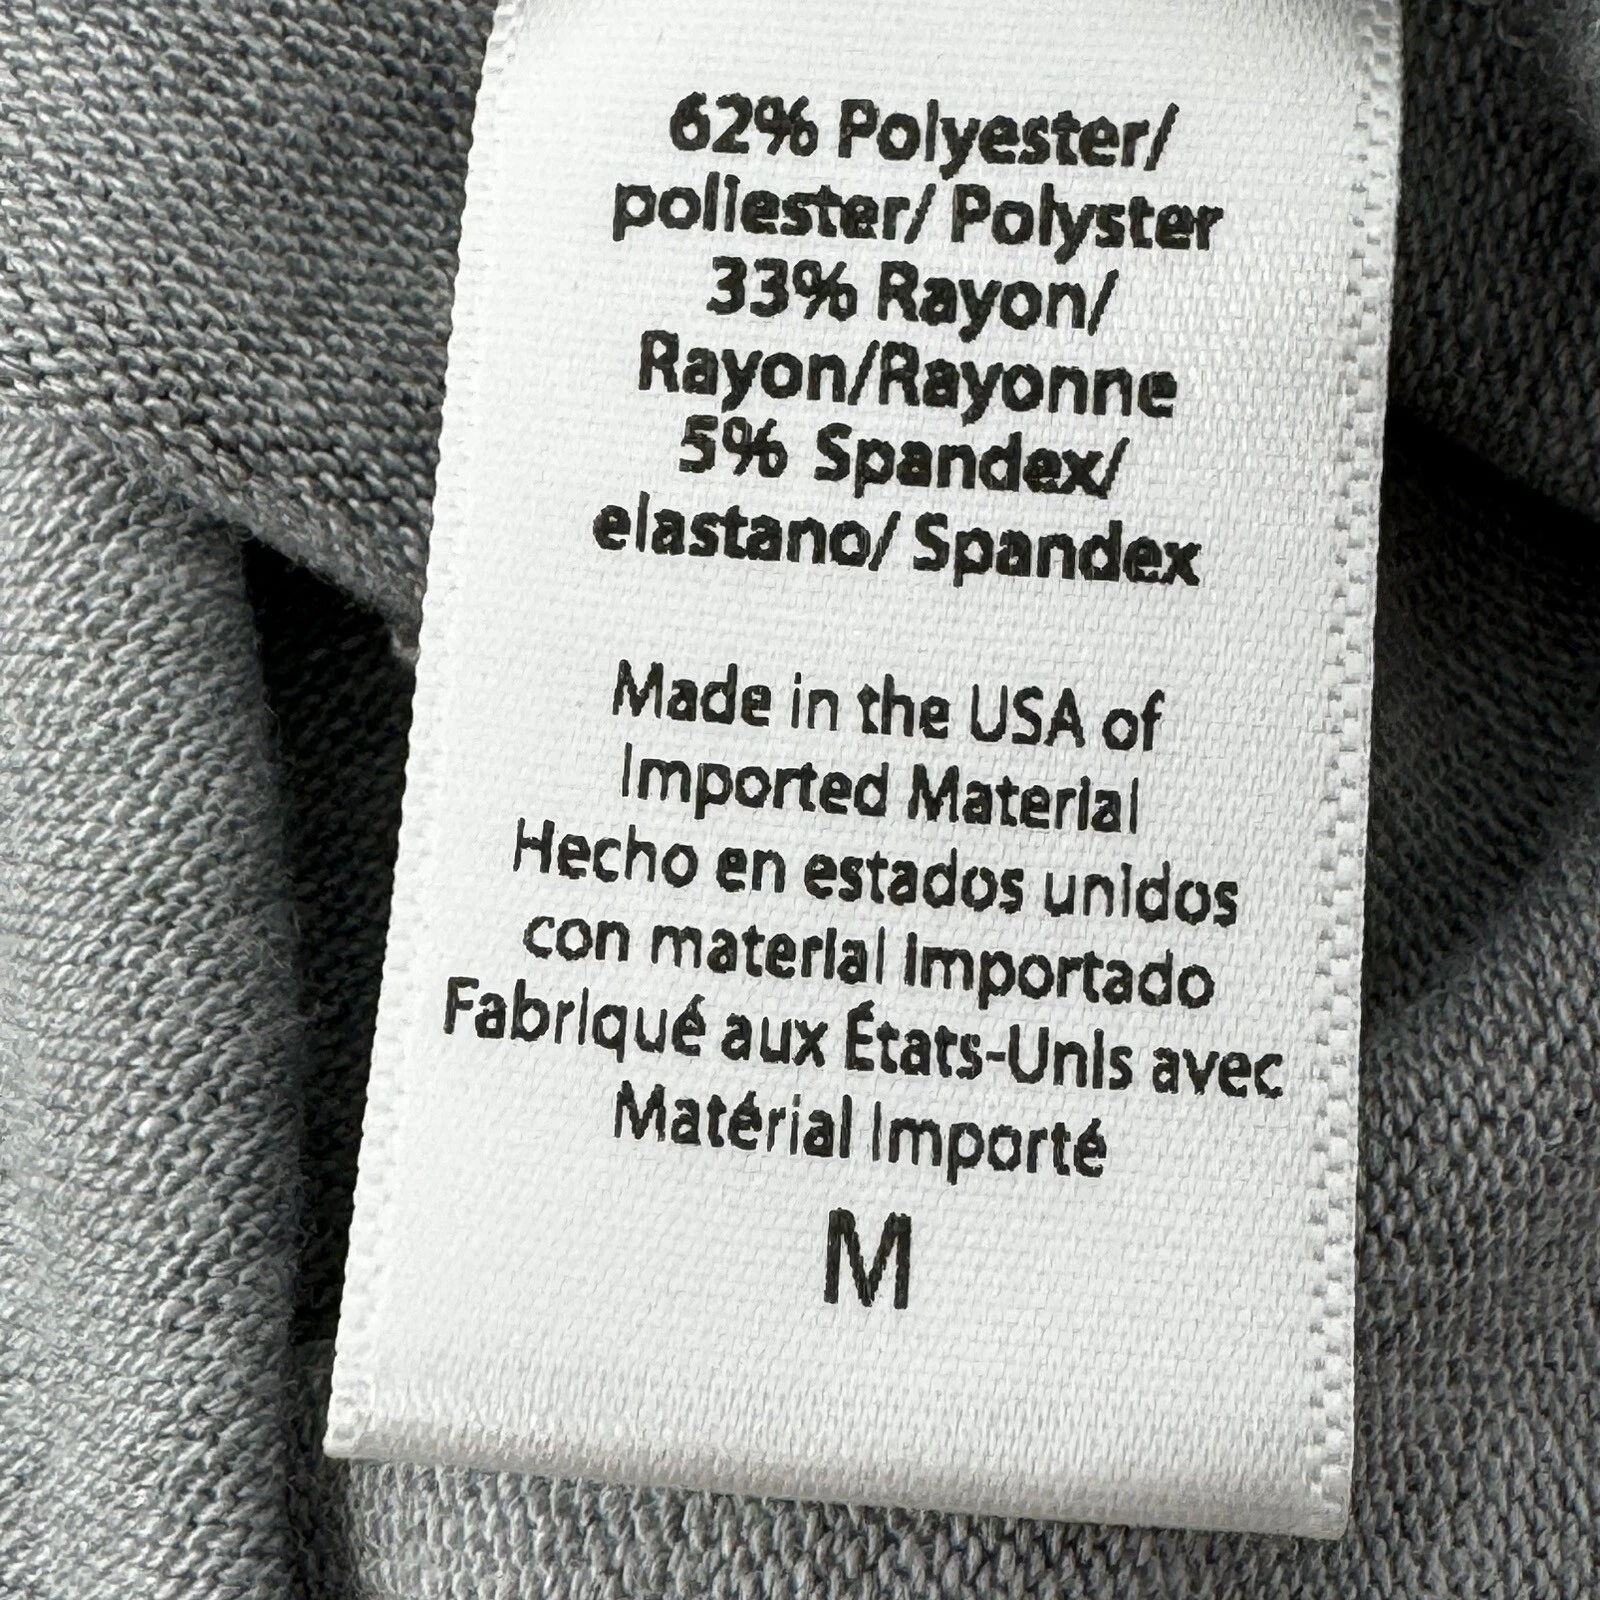 62% Polyester/
poliester/ Polyster
33% Rayon/
Rayon/Rayonne
5% Spandex/
elastano/ Spandex
Made in the USA of
Imported Material
Hecho en estados unidos
con material importado
Fabriqué aux États-Unis avec
Matérial Importé
M